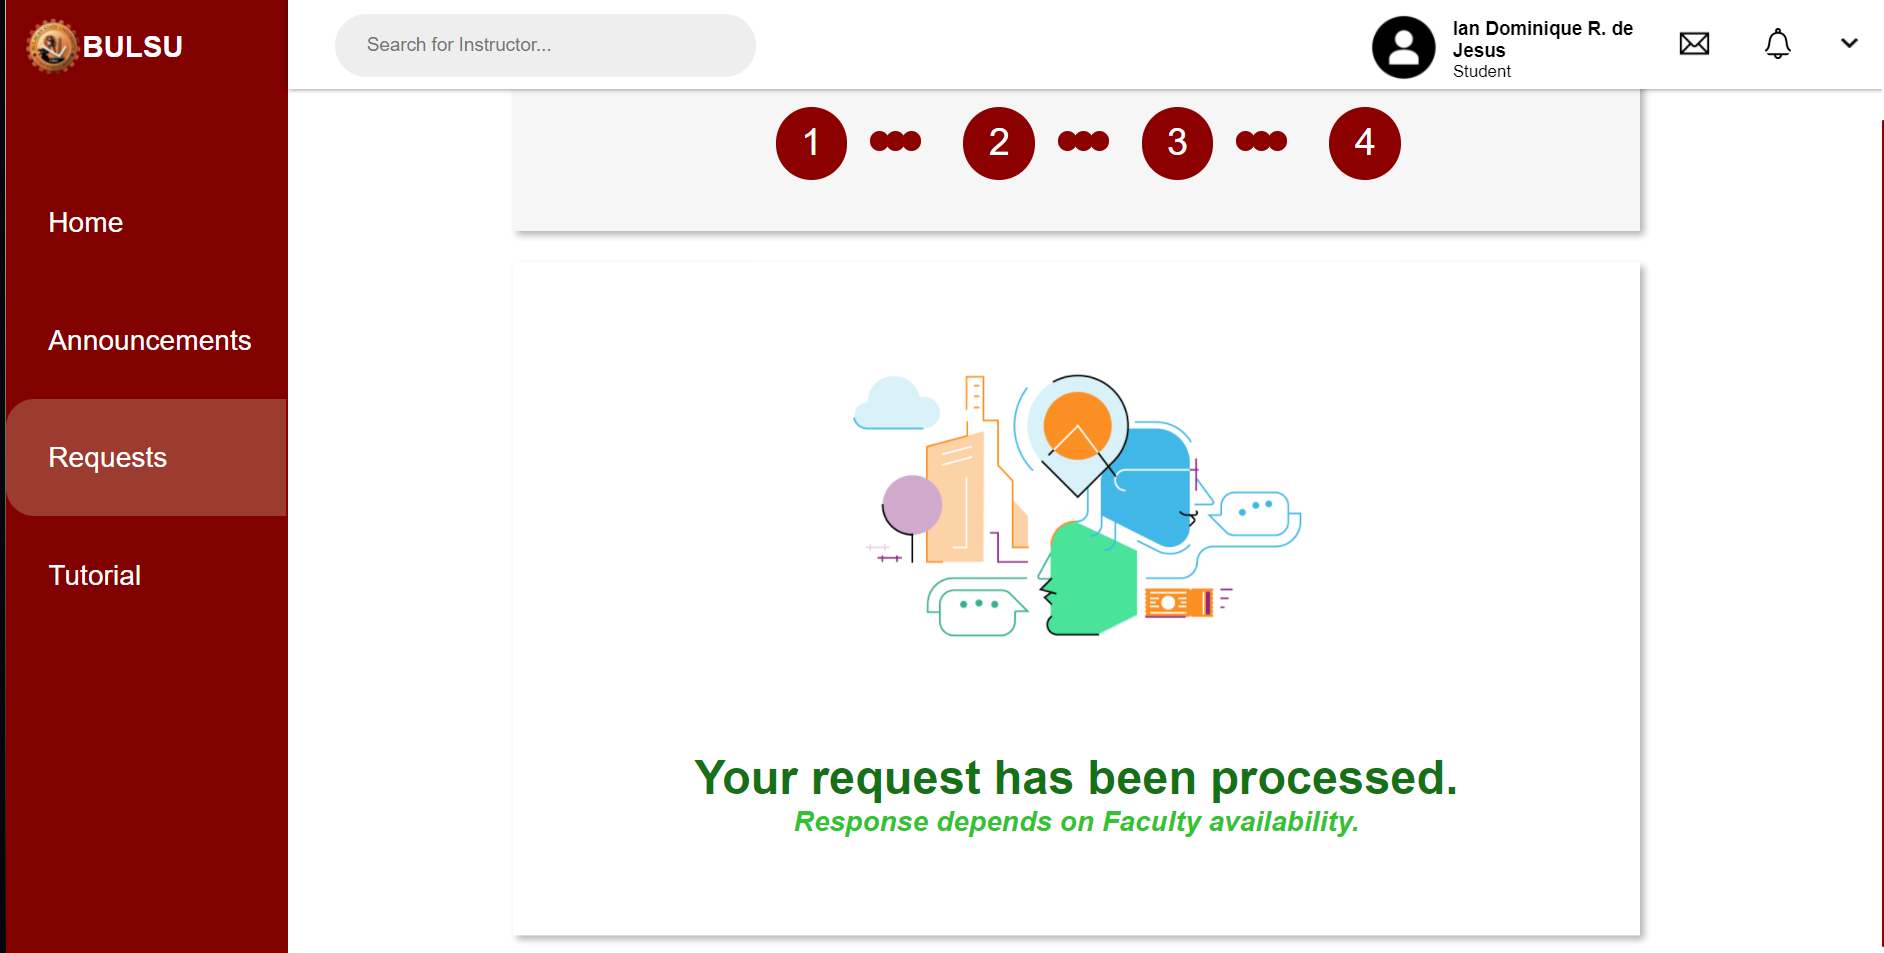 BULSU
Search for Instructor...
Ian Dominique R. de
Jesus
Student
Home
Announcements
Requests
Tutorial
1
2
3
4
Your request has been processed.
Response depends on Faculty availability.